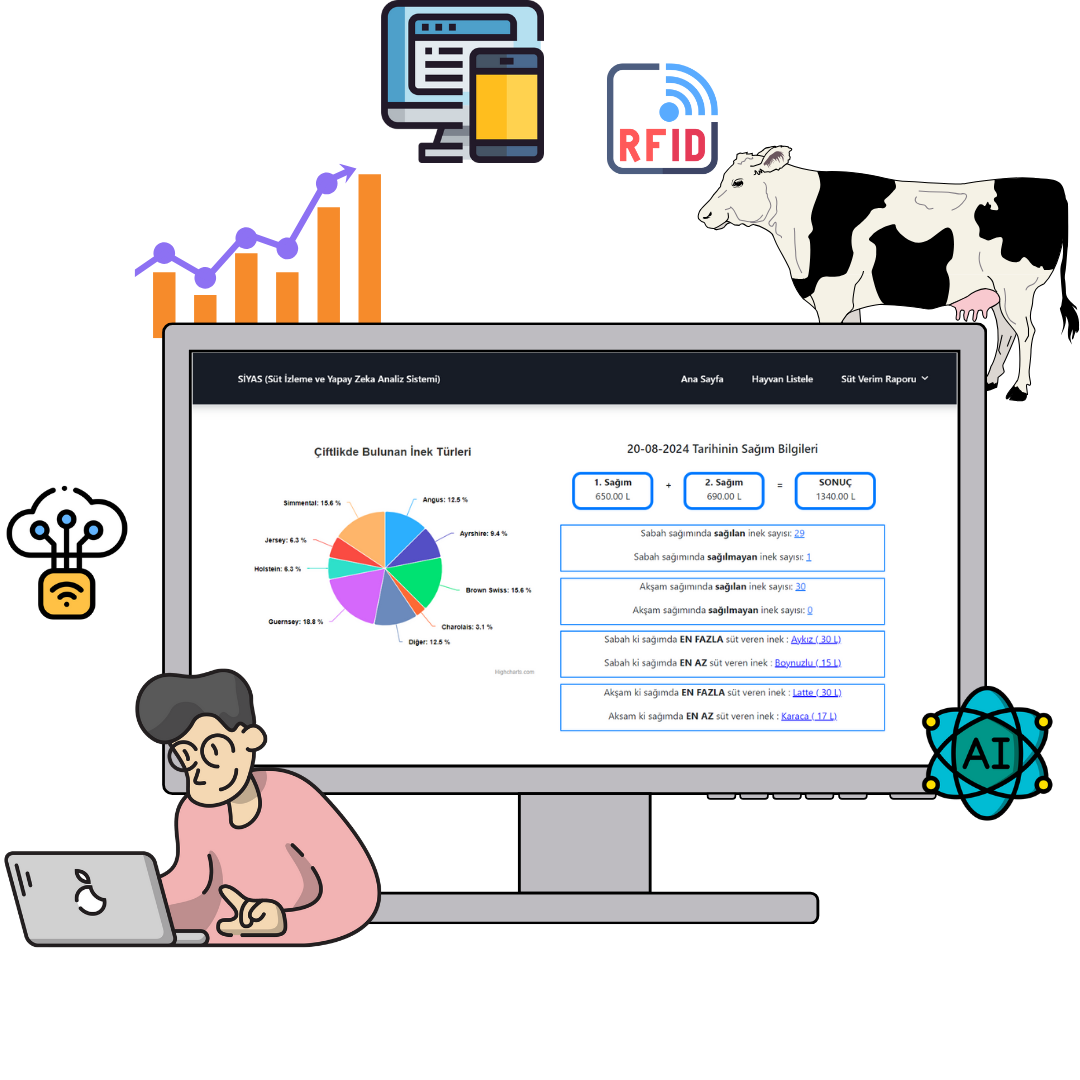 RFID
SİYAS (Süt İzleme ve Yapay Zeka Analiz Sistemi)
Ana Sayfa
Hayvan Listele
Süt Verim Raporu
Çiftlikde Bulunan İnek Türleri
Angus: 12.5 %
Ayrshire: 9.4 %
Brown Swiss: 15.6 %
Charolais: 3.1 %
Diğer: 12.5 %
Guernsey: 18.8 %
Holstein: 6.3 %
Jersey: 6.3 %
Simmental: 15.6 %
Highcharts.com
20-08-2024 Tarihinin Sağım Bilgileri
1. Sağım
650.00 L
+
2. Sağım
690.00 L
=
SONUÇ
1340.00 L
Sabah sağımında sağılan inek sayısı: 29
Sabah sağımında sağılmayan inek sayısı: 1
Akşam sağımında sağılan inek sayısı: 30
Akşam sağımında sağılmayan inek sayısı: 0
Sabah ki sağımda EN FAZLA süt veren inek : Aykız ( 30 L)
Sabah ki sağımda EN AZ süt veren inek : Boynuzlu ( 15 L)
Akşam ki sağımda EN FAZLA süt veren inek : Latte ( 30 L)
Aksam ki sağımda EN AZ süt veren inek : Karaca ( 17 L)
AI